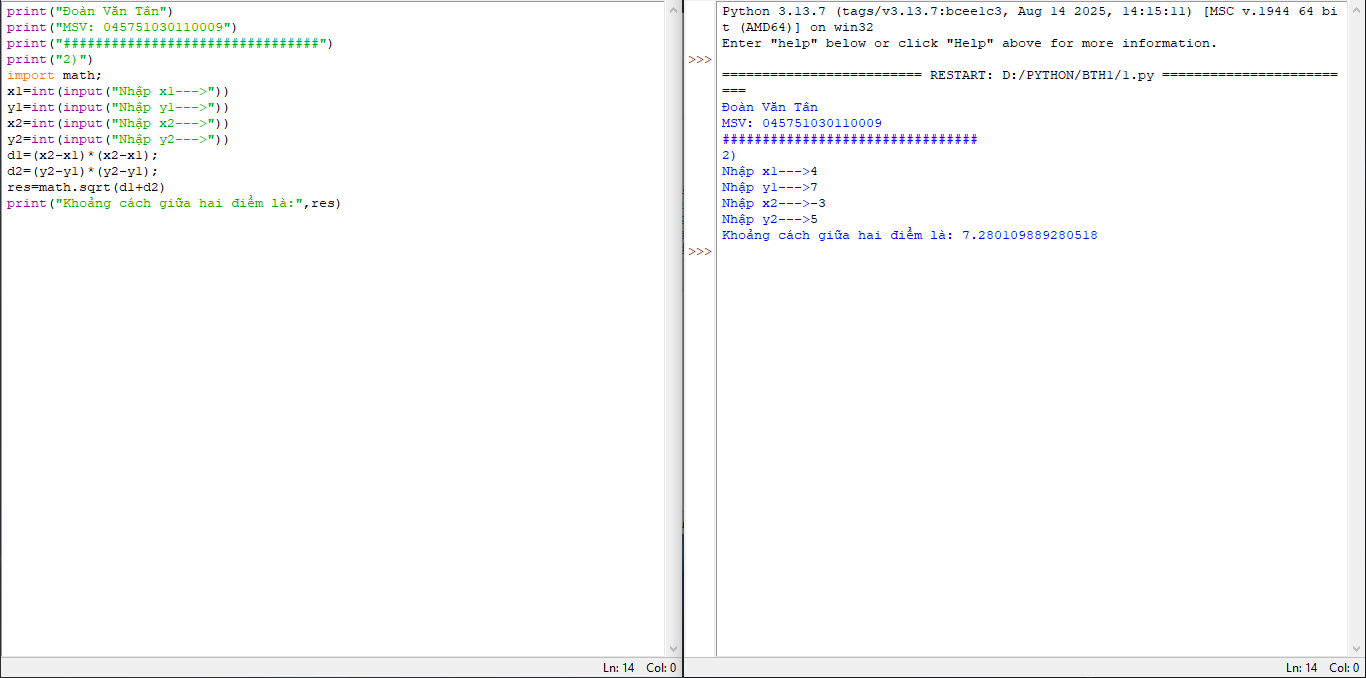 print("Đoàn Văn Tân")
print("MSV: 045751030110009")
print("################################")
print("2)")
import math;
x1=int(input("Nhập x1--->"))
y1=int(input("Nhập y1--->"))
x2=int(input("Nhập x2--->"))
y2=int(input("Nhập y2--->"))
d1=(x2-x1)*(x2-x1);
d2=(y2-y1)*(y2-y1);
res=math.sqrt(d1+d2)
print("Khoảng cách giữa hai điểm là:",res)
Ln: 14 Col: 0
Python 3.13.7 (tags/v3.13.7:bcee1c3, Aug 14 2025, 14:15:11) [MSC v.1944 64 bi
t (AMD64)] on win32
Enter "help" below or click "Help" above for more information.
>>>
========================= RESTART: D:/PYTHON/BTH1/1.py ======================
===
Đoàn Văn Tân
MSV: 045751030110009
################################
2)
Nhập x1--->4
Nhập y1--->7
Nhập x2--->-3
Nhập y2--->5
Khoảng cách giữa hai điểm là: 7.280109889280518
>>>
Ln: 14 Col: 0